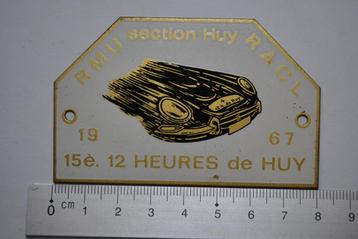 RMU section Huy RACL
19 67
15è. 12 HEURES de HUY
0 cm 1 2 3 4 5 6 7 8 9